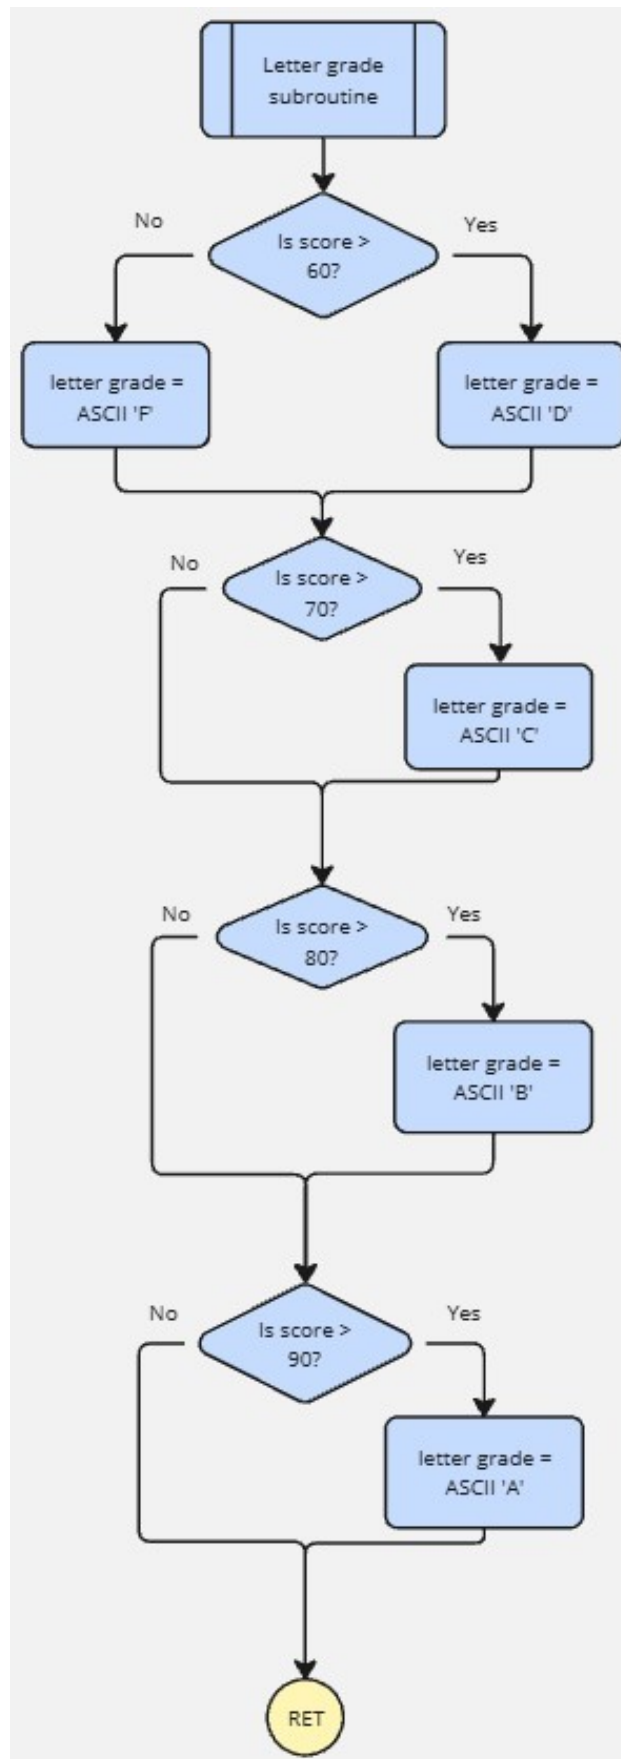 Letter grade
subroutine
No
Yes
Is score >
60?
letter grade =
ASCII 'F'
letter grade =
ASCII 'D'
No
Yes
Is score >
70?
letter grade =
ASCII 'C'
No
Yes
Is score >
80?
letter grade =
ASCII 'B'
No
Yes
Is score >
90?
letter grade =
ASCII 'A'
RET